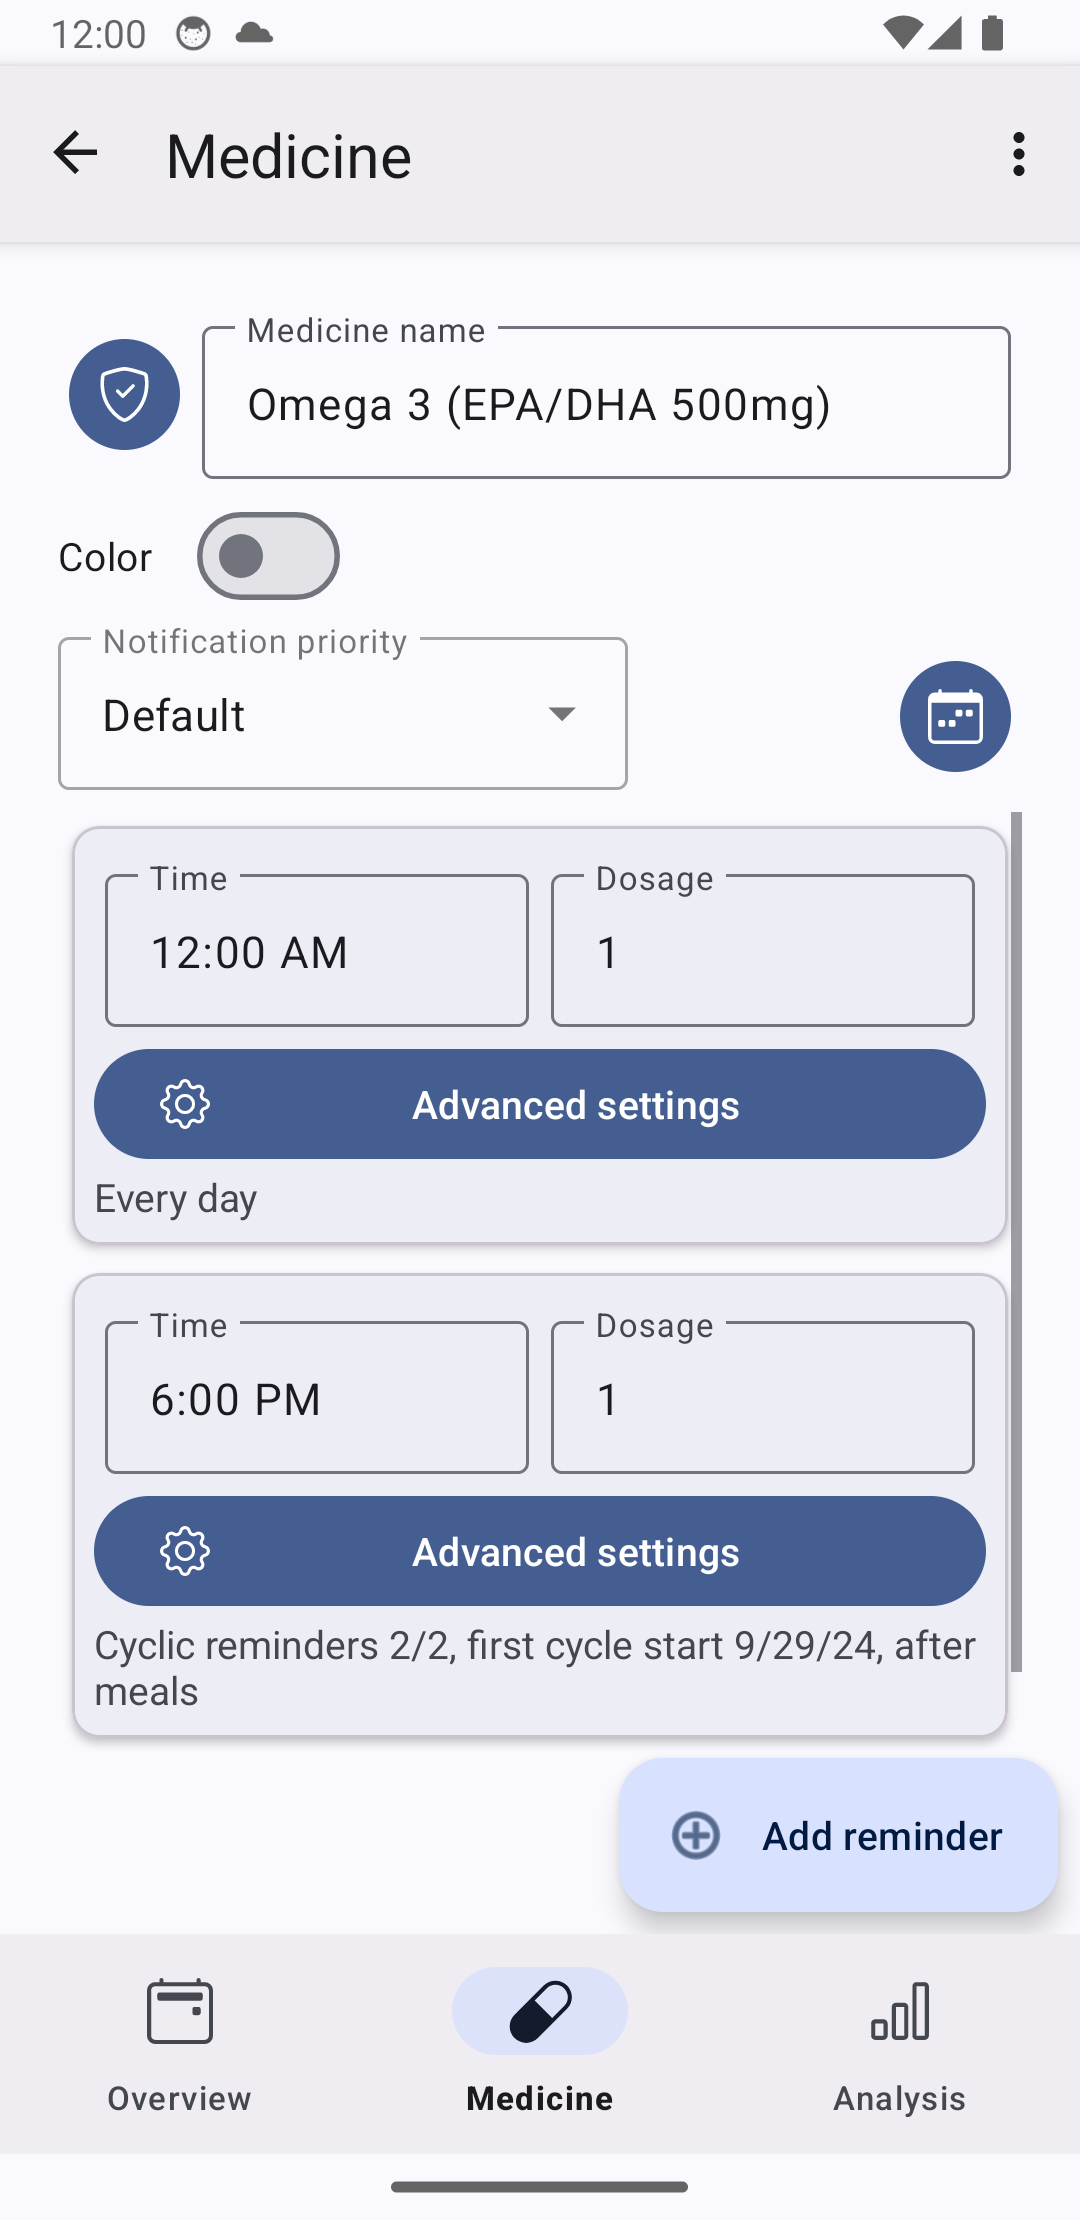 12:00
Medicine
Medicine name
Omega 3 (EPA/DHA 500mg)
Color
Notification priority
Default
Time
Dosage
12:00 AM
1
Advanced settings
Every day
Time
Dosage
6:00 PM
1
Advanced settings
Cyclic reminders 2/2, first cycle start 9/29/24, after
meals
Add reminder
Overview
Medicine
Analysis